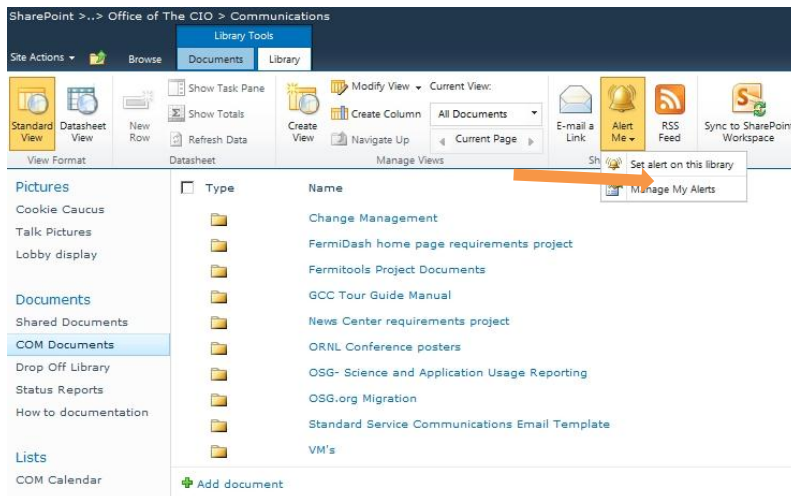 SharePoint >..> Office of The CIO > Communications
Library Tools
Site Actions Browse Documents Library
Show Task Pane
Show Totals
Refresh Data
Modify View
Create Column
Navigate Up
Current View:
All Documents
Current Page
Standard View
Datasheet View
New Row
Create View
E-mail a Link
Alert Me
RSS Feed
Sync to SharePoint Workspace
View Format Datasheet Manage Views Sh
Set alert on this library
Manage My Alerts
Pictures
Cookie Caucus
Talk Pictures
Lobby display
Documents
Shared Documents
COM Documents
Drop Off Library
Status Reports
How to documentation
Lists
COM Calendar
Type Name
Change Management
FermiDash home page requirements project
Fermitools Project Documents
GCC Tour Guide Manual
News Center requirements project
ORNL Conference posters
OSG- Science and Application Usage Reporting
OSG.org Migration
Standard Service Communications Email Template
VM's
Add document